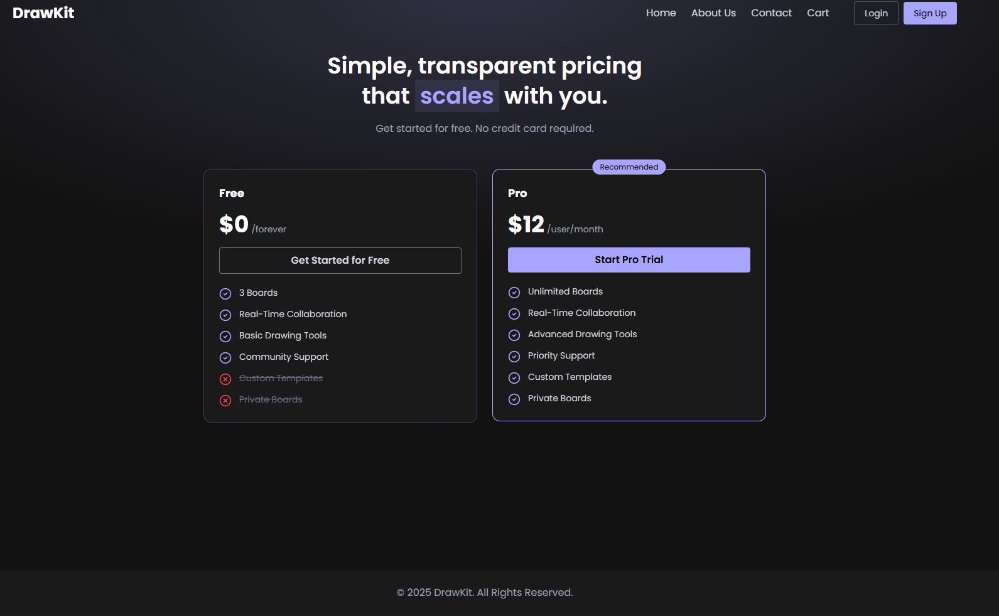 DrawKit
Home
About Us
Contact
Cart
Login
Sign Up
Simple, transparent pricing
that scales with you.
Get started for free. No credit card required.
Free
$0 /forever
Get Started for Free
3 Boards
Real-Time Collaboration
Basic Drawing Tools
Community Support
Custom Templates
Private Boards
Recommended
Pro
$12 /user/month
Start Pro Trial
Unlimited Boards
Real-Time Collaboration
Advanced Drawing Tools
Priority Support
Custom Templates
Private Boards
© 2025 DrawKit. All Rights Reserved.